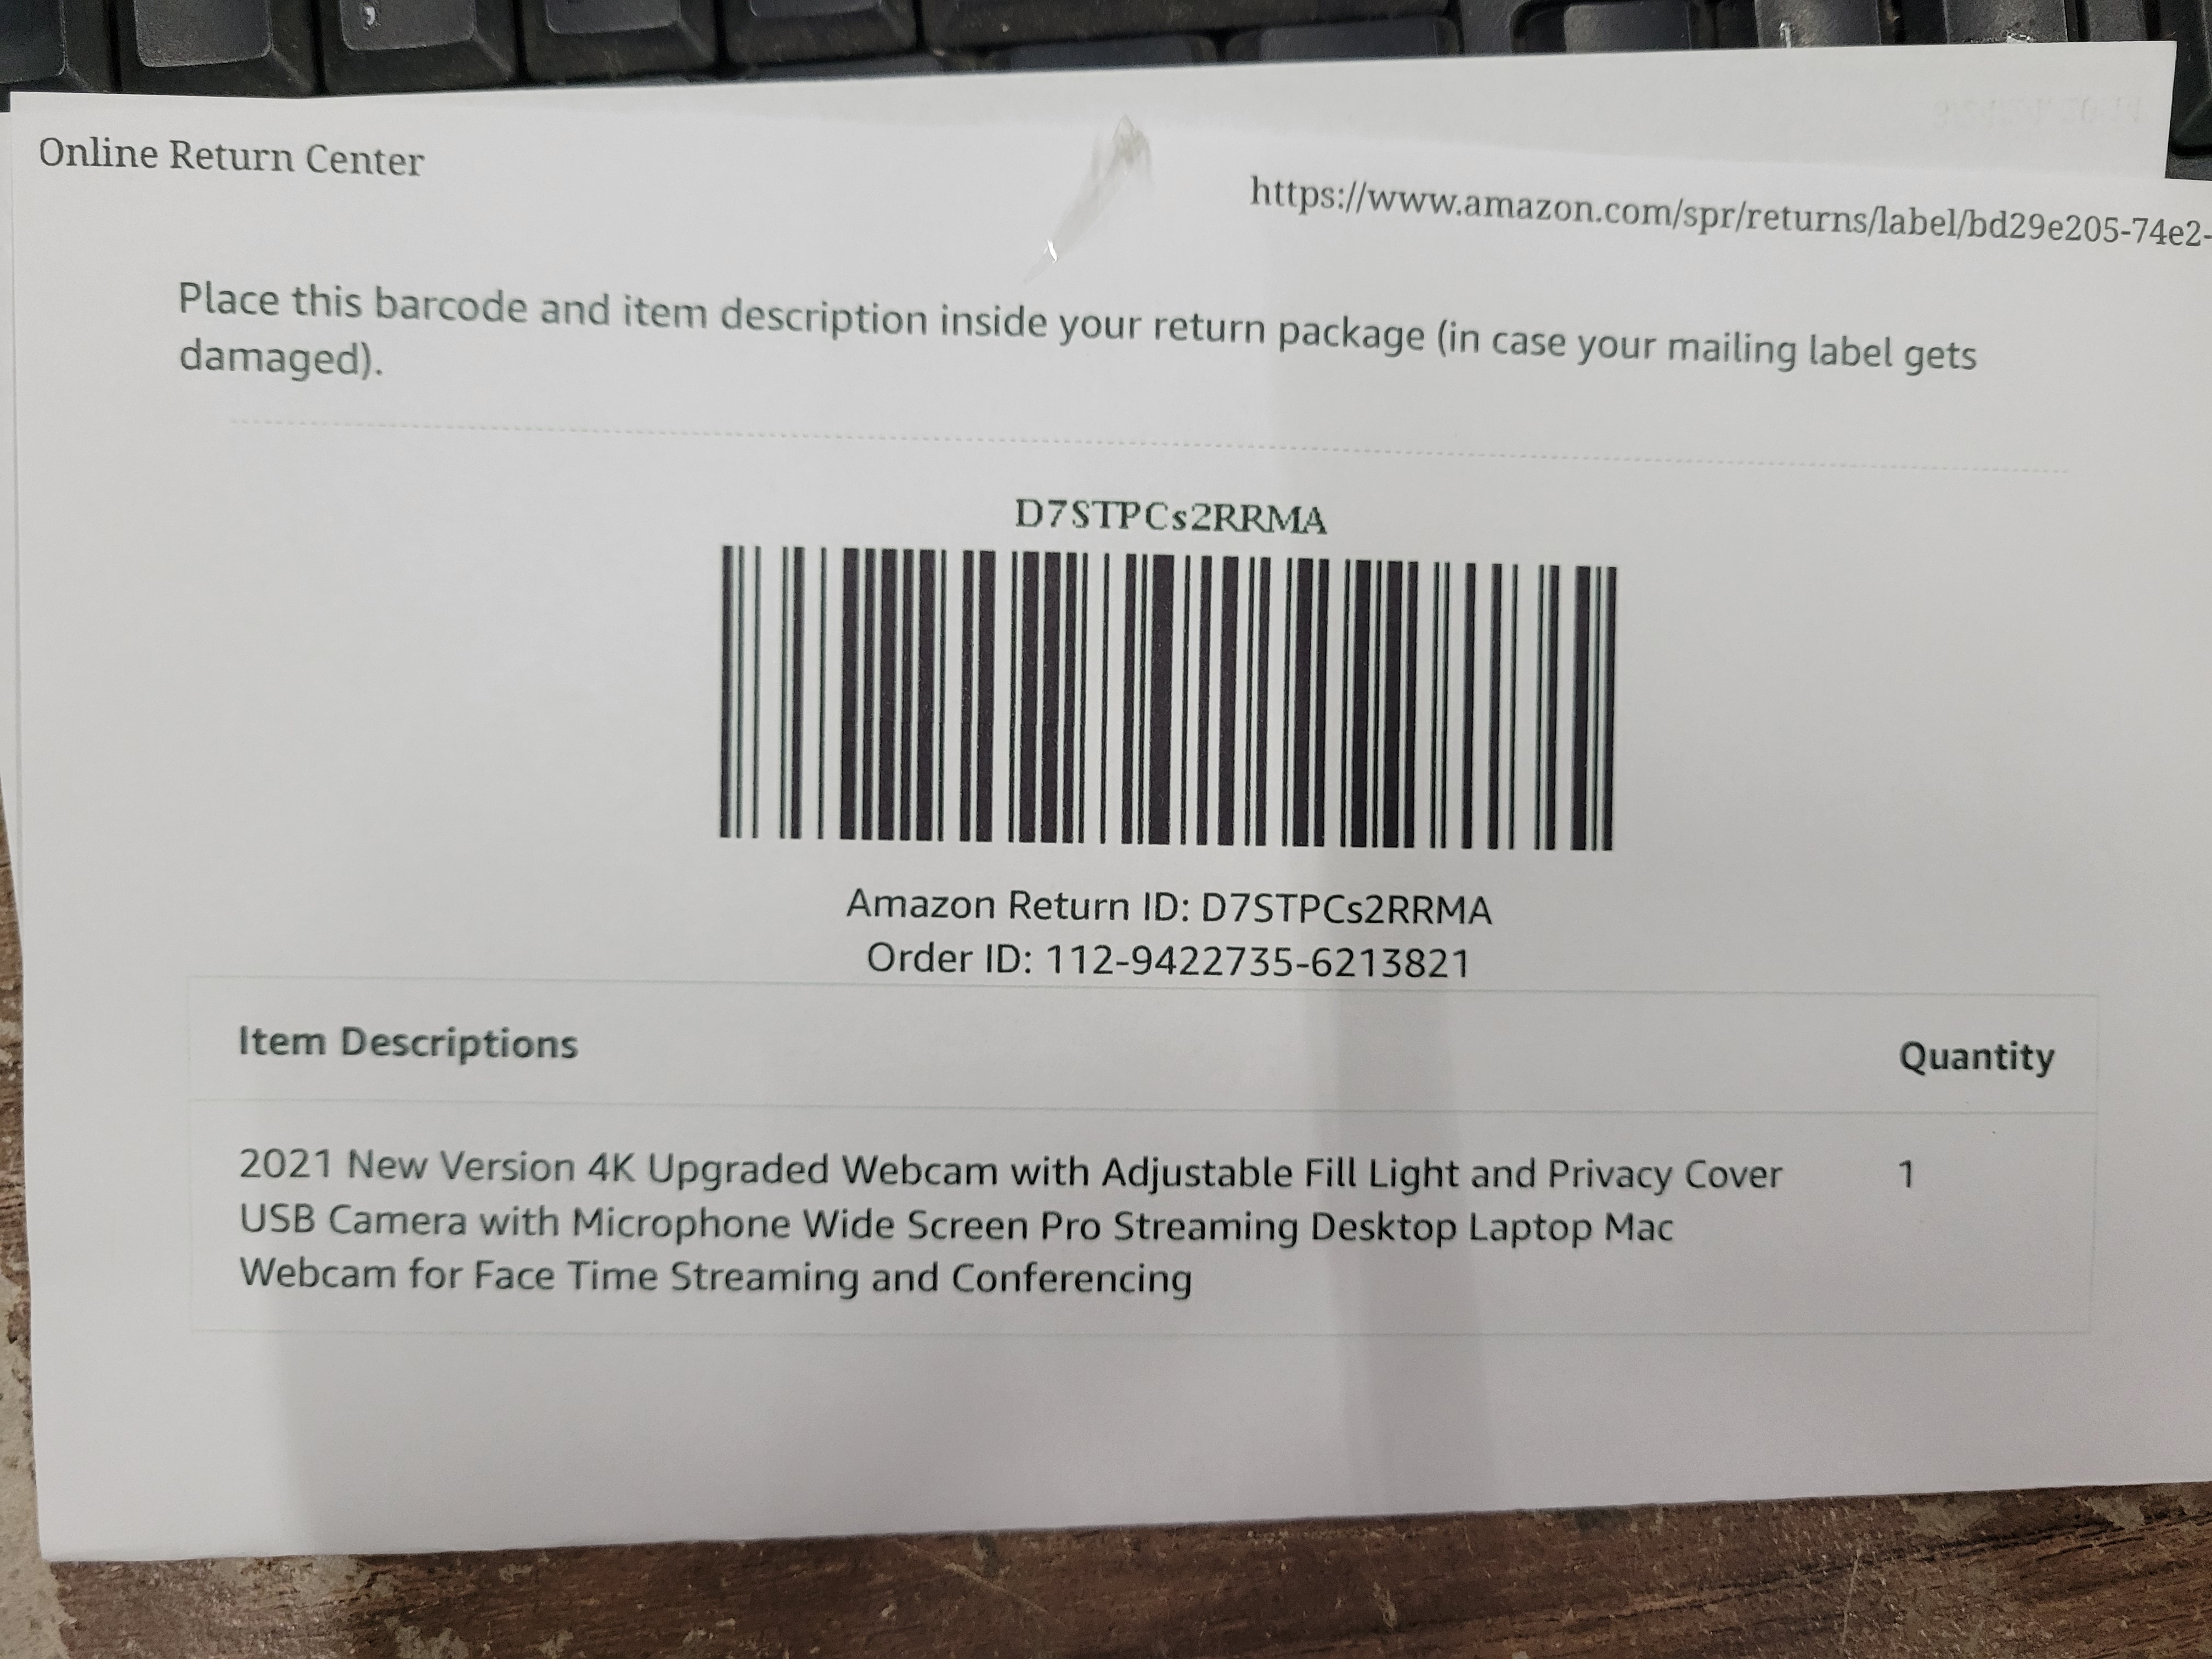 Online Return Center
https://www.amazon.com/spr/returns/label/bd29e205-74e2-
Place this barcode and item description inside your return package (in case your mailing label gets
damaged).
D7STPCs2RRMA
Amazon Return ID: D7STPCs2RRMA
Order ID: 112-9422735-6213821
Item Descriptions Quantity
2021 New Version 4K Upgraded Webcam with Adjustable Fill Light and Privacy Cover 1
USB Camera with Microphone Wide Screen Pro Streaming Desktop Laptop Mac
Webcam for Face Time Streaming and Conferencing